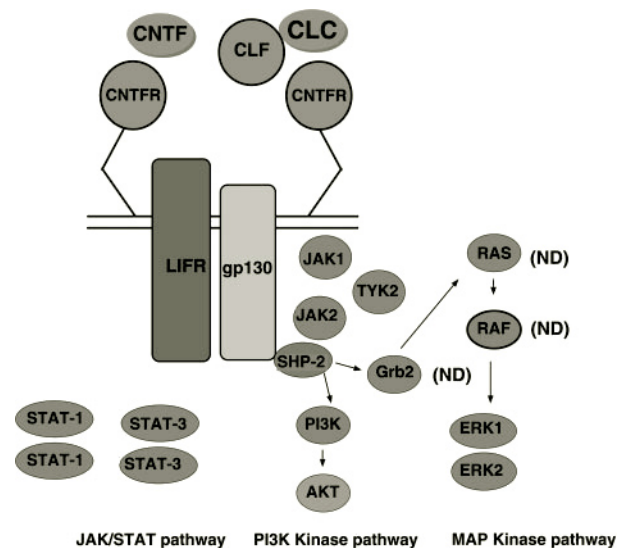 CNTF
CLF
CLC
CNTFR
CNTFR
LIFR
gp130
JAK1
TYK2
JAK2
SHP-2
Grb2
(ND)
RAS
(ND)
RAF
(ND)
STAT-1
STAT-3
STAT-1
STAT-3
PI3K
AKT
ERK1
ERK2
JAK/STAT pathway
PI3K Kinase pathway
MAP Kinase pathway